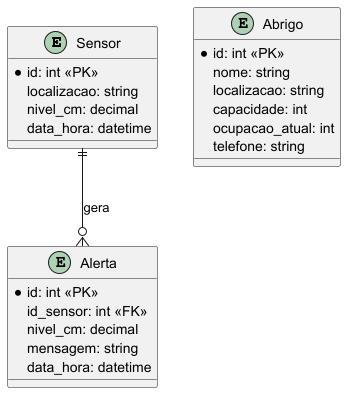 E Sensor
● id: int «PK»
localizacao: string
nivel_cm: decimal
data_hora: datetime
E Abrigo
● id: int «PK»
nome: string
localizacao: string
capacidade: int
ocupacao_atual: int
telefone: string
gera
E Alerta
● id: int «PK»
id_sensor: int «FK»
nivel_cm: decimal
mensagem: string
data_hora: datetime